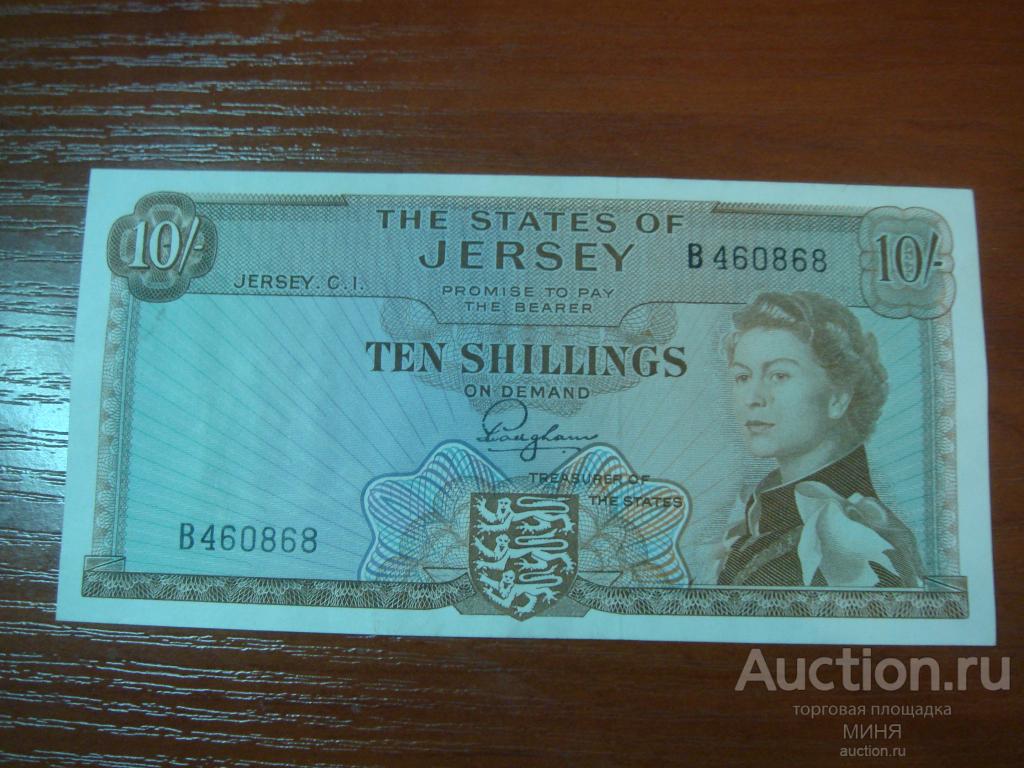 THE STATES OF
JERSEY
10/-
B 460868
10/-
JERSEY. C.I.
PROMISE TO PAY
THE BEARER
TEN SHILLINGS
ON DEMAND
TREASURER OF
THE STATES
B460868
Auction.ru
торговая площадка
МИНЯ
auction.ru